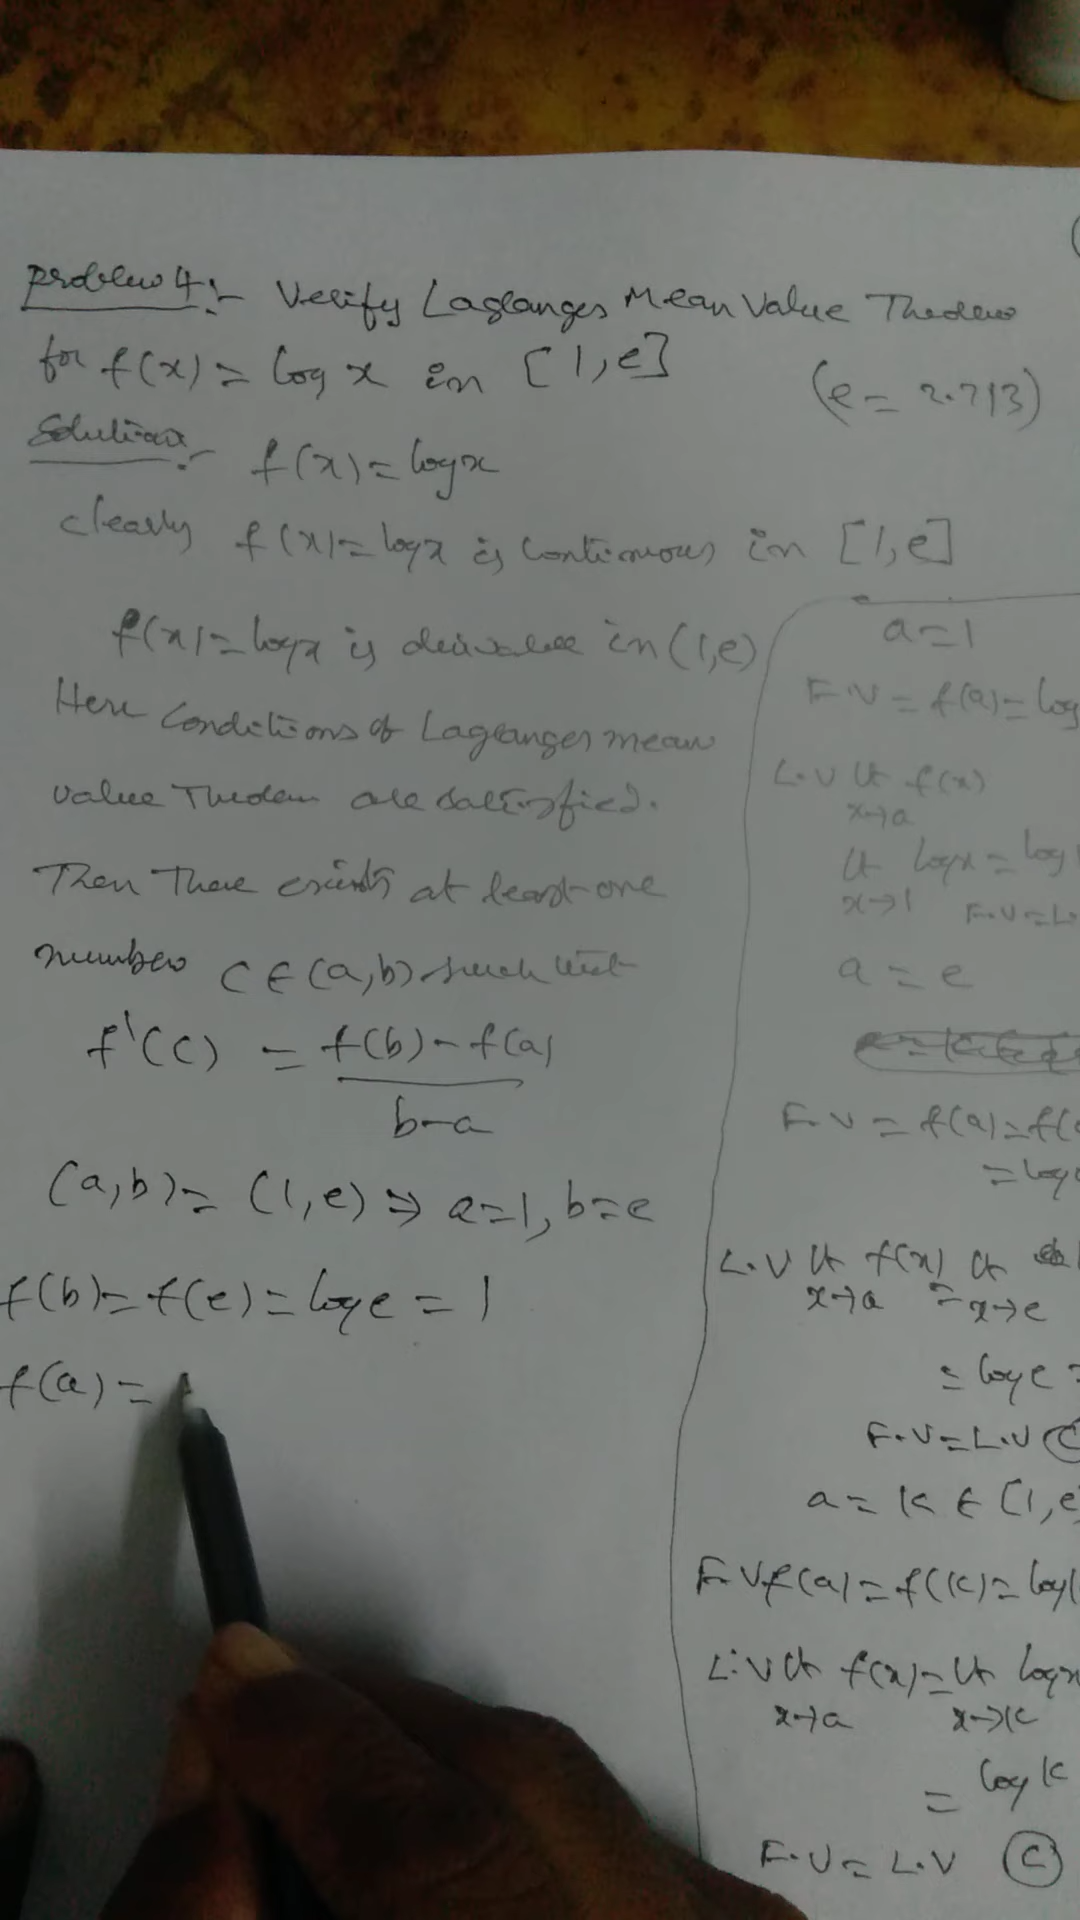 Problem 4:- Verify Lagranges Mean Value Theorem
for f(x) = log x in [1, e]
(e = 2.713)
Solution:- f(x) = log x
clearly f(x) = log x is continuous in [1, e]
f(x) = log x is derivable in (1, e)
Here conditions of Lagranges mean
value Theorem are satisfied.
Then There exists at least one
number C ∈ (a, b) such that
f'(c) = f(b) - f(a)
b - a
(a, b) = (1, e) ⇒ a = 1, b = e
f(b) = f(e) = log e = 1
f(a) =
a = 1
F.V = f(a) = log
L.V Lt f(x)
x→a
Lt log x = log
x→1 F.V = L.
a = e
F.V = f(a) = f(
= log
L.V Lt f(x) = Lt
x→a x→e
= log e =
F.V = L.V C
a = k ∈ (1, e
F.V f(a) = f(k) = log k
L.V Lt f(x) = Lt log x
x→a x→k
= log k
F.V = L.V C